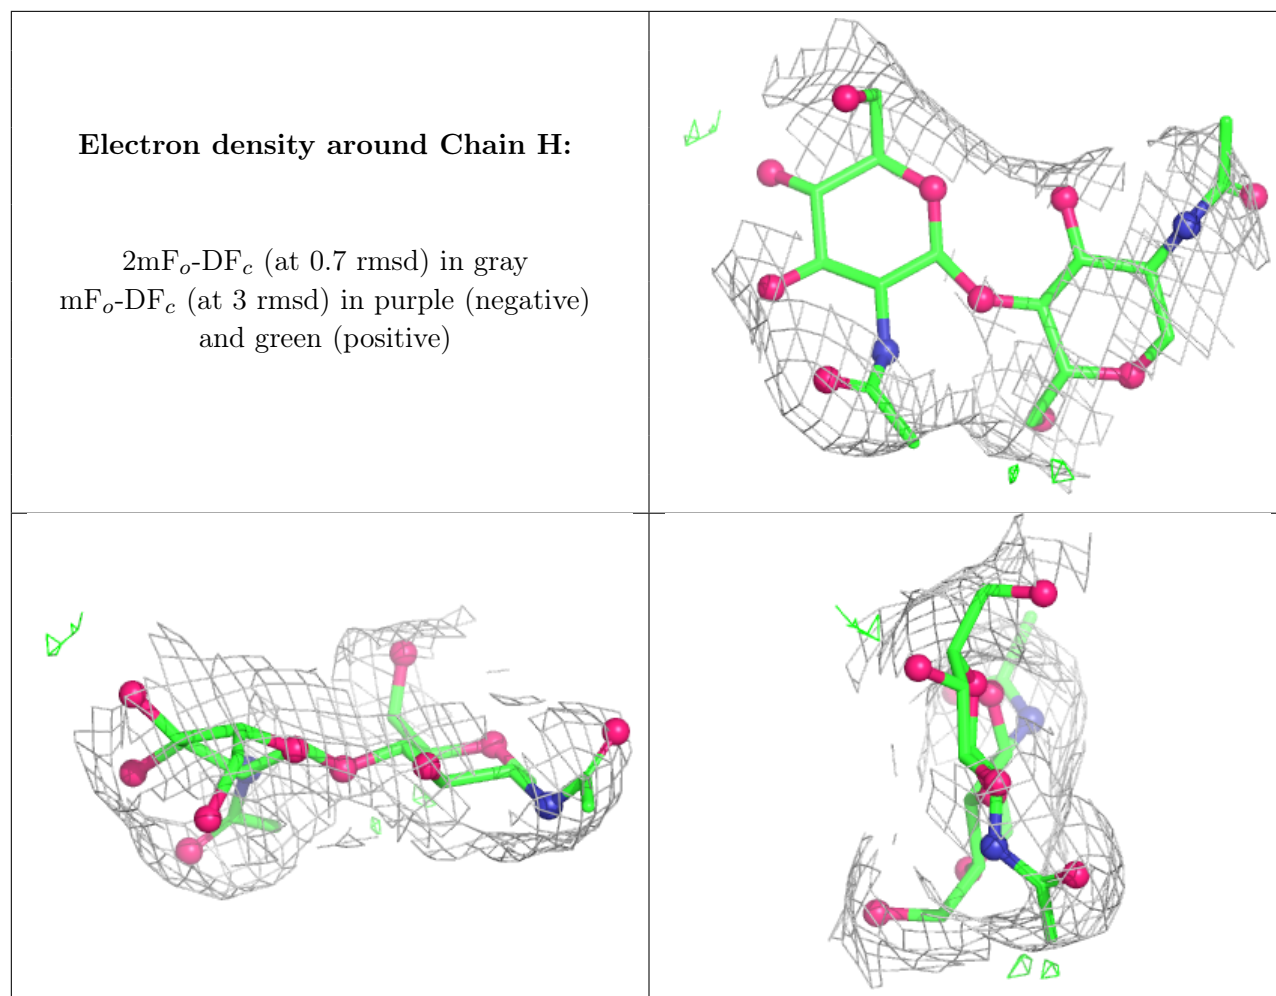 Electron density around Chain H:
2mFo-DFc (at 0.7 rmsd) in gray
mFo-DFc (at 3 rmsd) in purple (negative)
and green (positive)